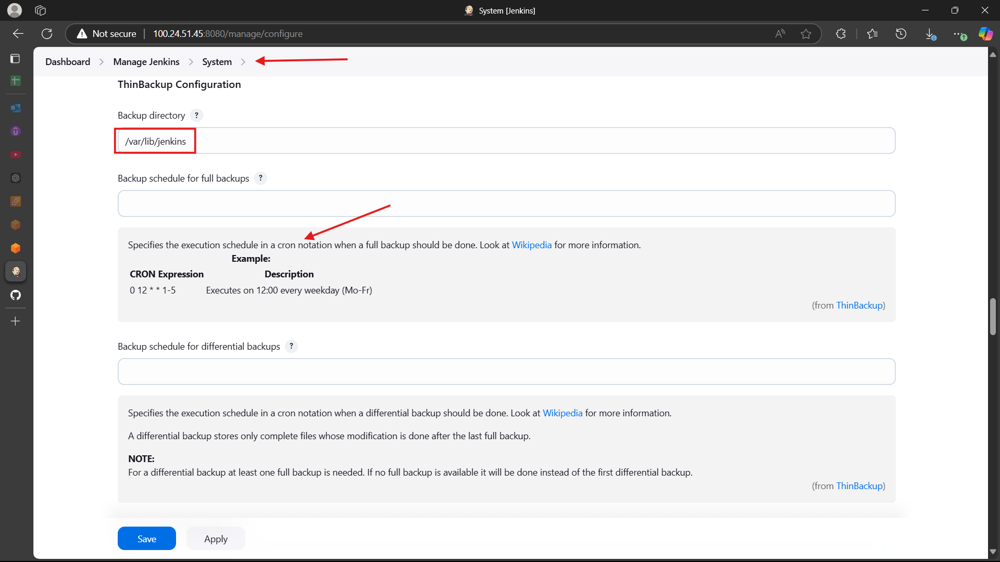 System [Jenkins]
Not secure 100.24.51.45:8080/manage/configure
Dashboard > Manage Jenkins > System >
ThinBackup Configuration
Backup directory ?
/var/lib/jenkins
Backup schedule for full backups ?
Specifies the execution schedule in a cron notation when a full backup should be done. Look at Wikipedia for more information.
Example:
CRON Expression Description
0 12 * * 1-5 Executes on 12:00 every weekday (Mo-Fr)
(from ThinBackup)
Backup schedule for differential backups ?
Specifies the execution schedule in a cron notation when a differential backup should be done. Look at Wikipedia for more information.
A differential backup stores only complete files whose modification is done after the last full backup.
NOTE:
For a differential backup at least one full backup is needed. If no full backup is available it will be done instead of the first differential backup.
(from ThinBackup)
Save Apply